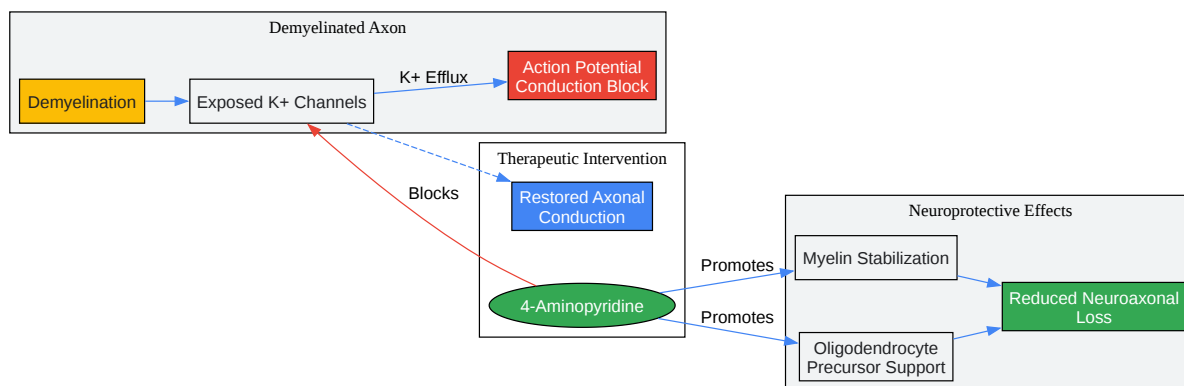 Demyelinated Axon
Demyelination
Exposed K+ Channels
K+ Efflux
Action Potential
Conduction Block
Therapeutic Intervention
Restored Axonal
Conduction
Blocks
4-Aminopyridine
Promotes
Promotes
Neuroprotective Effects
Myelin Stabilization
Oligodendrocyte
Precursor Support
Reduced Neuroaxonal
Loss